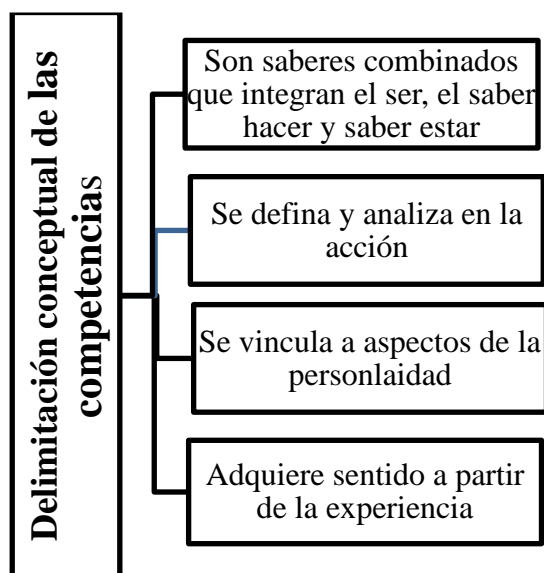 Delimitación conceptual de las
competencias
Son saberes combinados
que integran el ser, el saber
hacer y saber estar
Se defina y analiza en la
acción
Se vincula a aspectos de la
personlaidad
Adquiere sentido a partir
de la experiencia